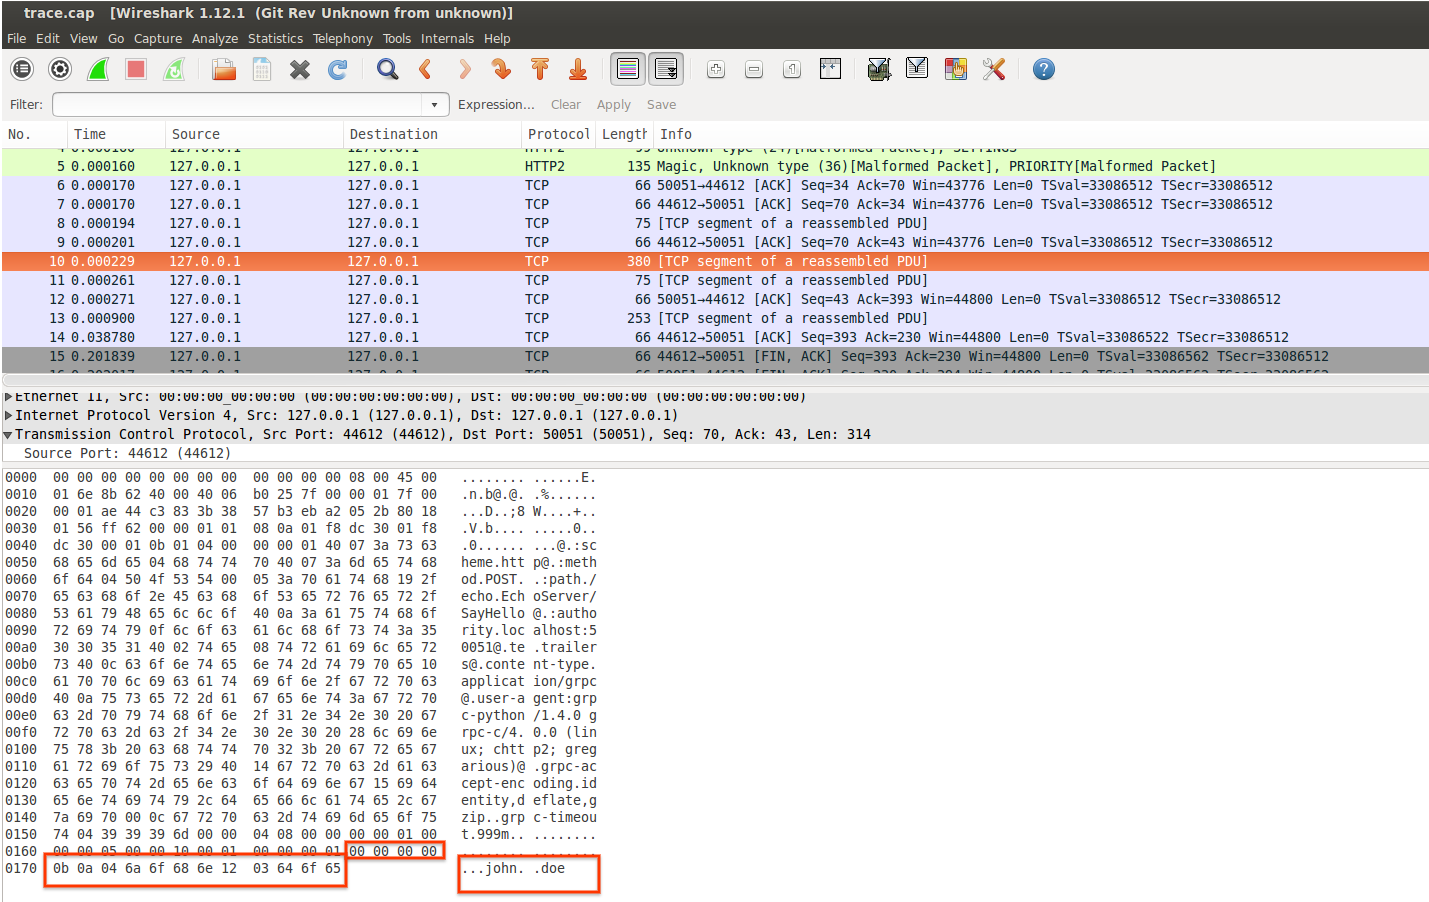 trace.cap [Wireshark 1.12.1 (Git Rev Unknown from unknown)]
File Edit View Go Capture Analyze Statistics Telephony Tools Internals Help
Filter: Expression... Clear Apply Save
No. Time Source Destination Protocol Length Info
5 0.000160 127.0.0.1 127.0.0.1 HTTP2 135 Magic, Unknown type (36)[Malformed Packet], PRIORITY[Malformed Packet]
6 0.000170 127.0.0.1 127.0.0.1 TCP 66 50051→44612 [ACK] Seq=34 Ack=70 Win=43776 Len=0 TSval=33086512 TSecr=33086512
7 0.000170 127.0.0.1 127.0.0.1 TCP 66 44612→50051 [ACK] Seq=70 Ack=34 Win=43776 Len=0 TSval=33086512 TSecr=33086512
8 0.000194 127.0.0.1 127.0.0.1 TCP 75 [TCP segment of a reassembled PDU]
9 0.000201 127.0.0.1 127.0.0.1 TCP 66 44612→50051 [ACK] Seq=70 Ack=43 Win=43776 Len=0 TSval=33086512 TSecr=33086512
10 0.000229 127.0.0.1 127.0.0.1 TCP 380 [TCP segment of a reassembled PDU]
11 0.000261 127.0.0.1 127.0.0.1 TCP 75 [TCP segment of a reassembled PDU]
12 0.000271 127.0.0.1 127.0.0.1 TCP 66 50051→44612 [ACK] Seq=43 Ack=393 Win=44800 Len=0 TSval=33086512 TSecr=33086512
13 0.000900 127.0.0.1 127.0.0.1 TCP 253 [TCP segment of a reassembled PDU]
14 0.038780 127.0.0.1 127.0.0.1 TCP 66 44612→50051 [ACK] Seq=393 Ack=230 Win=44800 Len=0 TSval=33086522 TSecr=33086512
15 0.201839 127.0.0.1 127.0.0.1 TCP 66 44612→50051 [FIN, ACK] Seq=393 Ack=230 Win=44800 Len=0 TSval=33086562 TSecr=33086512
Ethernet II, Src: 00:00:00_00:00:00 (00:00:00:00:00:00), Dst: 00:00:00_00:00:00 (00:00:00:00:00:00)
Internet Protocol Version 4, Src: 127.0.0.1 (127.0.0.1), Dst: 127.0.0.1 (127.0.0.1)
Transmission Control Protocol, Src Port: 44612 (44612), Dst Port: 50051 (50051), Seq: 70, Ack: 43, Len: 314
Source Port: 44612 (44612)
0000 00 00 00 00 00 00 00 00 00 00 00 00 08 00 45 00 ........ ......E.
0010 01 6e 8b 62 40 00 40 06 b0 25 7f 00 00 01 7f 00 .n.b@.@. .%......
0020 00 01 ae 44 c3 83 3b 38 57 b3 eb a2 05 2b 80 18 ...D..;8 W....+..
0030 01 56 ff 62 00 00 01 01 08 0a 01 f8 dc 30 01 f8 .V.b.... .....0..
0040 dc 30 00 01 0b 01 04 00 00 00 01 40 07 3a 73 63 .0...... ...@.:sc
0050 68 65 6d 65 04 68 74 74 70 40 07 3a 6d 65 74 68 heme.htt p@.:meth
0060 6f 64 04 50 4f 53 54 00 05 3a 70 61 74 68 19 2f od.POST. .:path./
0070 65 63 68 6f 2e 45 63 68 6f 53 65 72 76 65 72 2f echo.Ech oServer/
0080 53 61 79 48 65 6c 6c 6f 40 0a 3a 61 75 74 68 6f SayHello @.:autho
0090 72 69 74 79 0f 6c 6f 63 61 6c 68 6f 73 74 3a 35 rity.loc alhost:5
00a0 30 30 35 31 40 02 74 65 08 74 72 61 69 6c 65 72 0051@.te .trailer
00b0 73 40 0c 63 6f 6e 74 65 6e 74 2d 74 79 70 65 10 s@.conte nt-type.
00c0 61 70 70 6c 69 63 61 74 69 6f 6e 2f 67 72 70 63 applicat ion/grpc
00d0 40 0a 75 73 65 72 2d 61 67 65 6e 74 3a 67 72 70 @.user-a gent:grp
00e0 63 2d 70 79 74 68 6f 6e 2f 31 2e 34 2e 30 20 67 c-python /1.4.0 g
00f0 72 70 63 2d 63 2f 34 2e 30 2e 30 20 28 6c 69 6e rpc-c/4. 0.0 (lin
0100 75 78 3b 20 63 68 74 74 70 32 3b 20 67 72 65 67 ux; chtt p2; greg
0110 61 72 69 6f 75 73 29 40 14 67 72 70 63 2d 61 63 arious)@ .grpc-ac
0120 63 65 70 74 2d 65 6e 63 6f 64 69 6e 67 15 69 64 cept-enc oding.id
0130 65 6e 74 69 74 79 2c 64 65 66 6c 61 74 65 2c 67 entity,d eflate,g
0140 7a 69 70 00 0c 67 72 70 63 2d 74 69 6d 65 6f 75 zip..grp c-timeou
0150 74 04 39 39 39 6d 00 00 04 08 00 00 00 00 01 00 t.999m.. ........
0160 00 00 05 00 00 10 00 01 00 00 00 01 00 00 00 00 ........ ........
0170 0b 0a 04 6a 6f 68 6e 12 03 64 6f 65 ...john. .doe